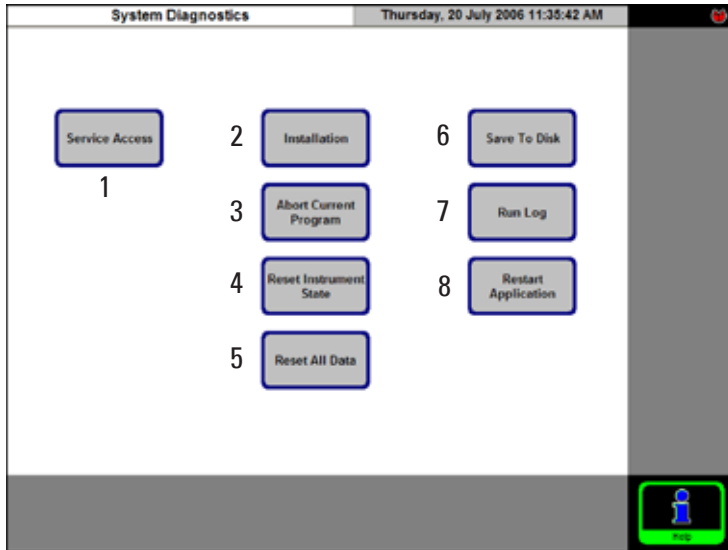 System Diagnostics
Thursday, 20 July 2006 11:35:42 AM
Service Access
1
2
Installation
3
Abort Current
Program
4
Reset Instrument
State
5
Reset All Data
6
Save To Disk
7
Run Log
8
Restart
Application
Help